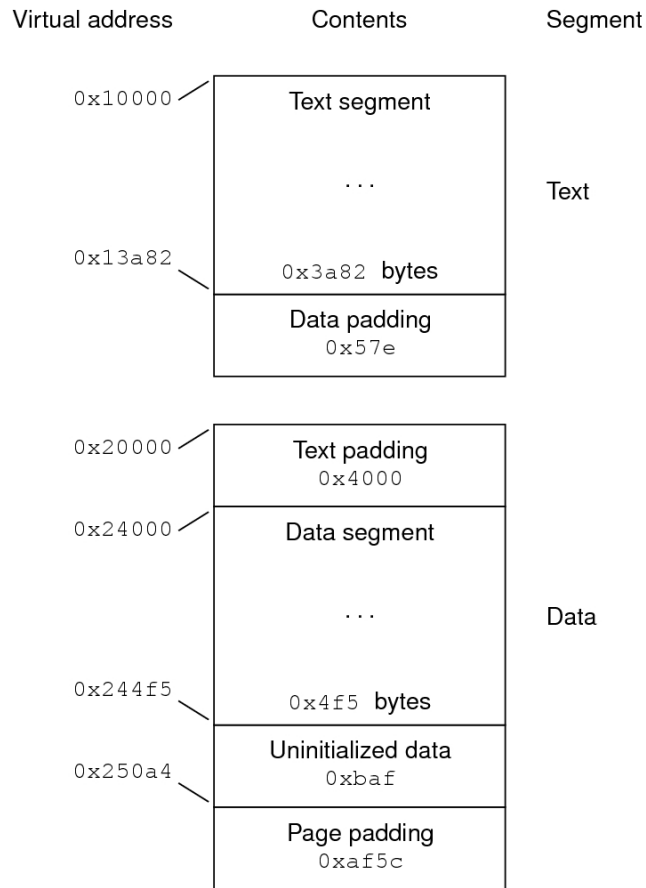 Virtual address Contents Segment
0x10000
Text segment
. . .
Text
0x13a82
0x3a82 bytes
Data padding
0x57e
0x20000
Text padding
0x4000
0x24000
Data segment
. . .
Data
0x244f5
0x4f5 bytes
Uninitialized data
0x250a4
0xbaf
Page padding
0xaf5c